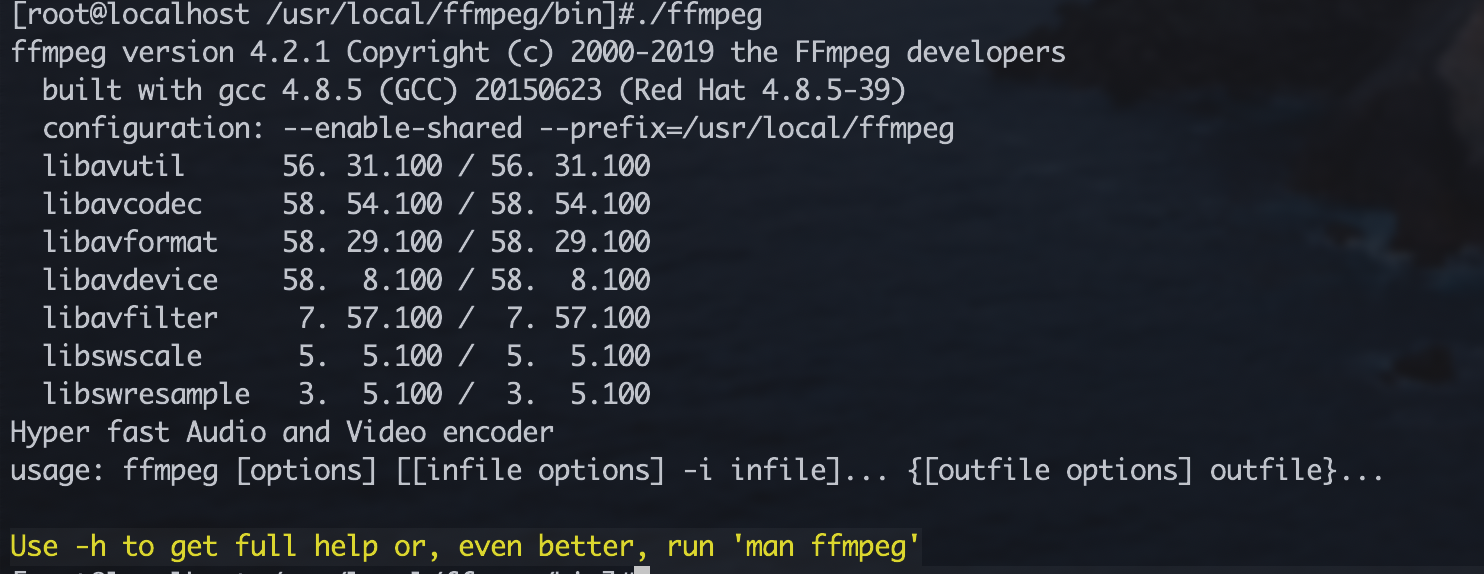 [root@localhost /usr/local/ffmpeg/bin]#./ffmpeg
ffmpeg version 4.2.1 Copyright (c) 2000-2019 the FFmpeg developers
  built with gcc 4.8.5 (GCC) 20150623 (Red Hat 4.8.5-39)
  configuration: --enable-shared --prefix=/usr/local/ffmpeg
  libavutil      56. 31.100 / 56. 31.100
  libavcodec     58. 54.100 / 58. 54.100
  libavformat    58. 29.100 / 58. 29.100
  libavdevice    58.  8.100 / 58.  8.100
  libavfilter     7. 57.100 /  7. 57.100
  libswscale      5.  5.100 /  5.  5.100
  libswresample   3.  5.100 /  3.  5.100
Hyper fast Audio and Video encoder
usage: ffmpeg [options] [[infile options] -i infile]... {[outfile options] outfile}...
Use -h to get full help or, even better, run 'man ffmpeg'